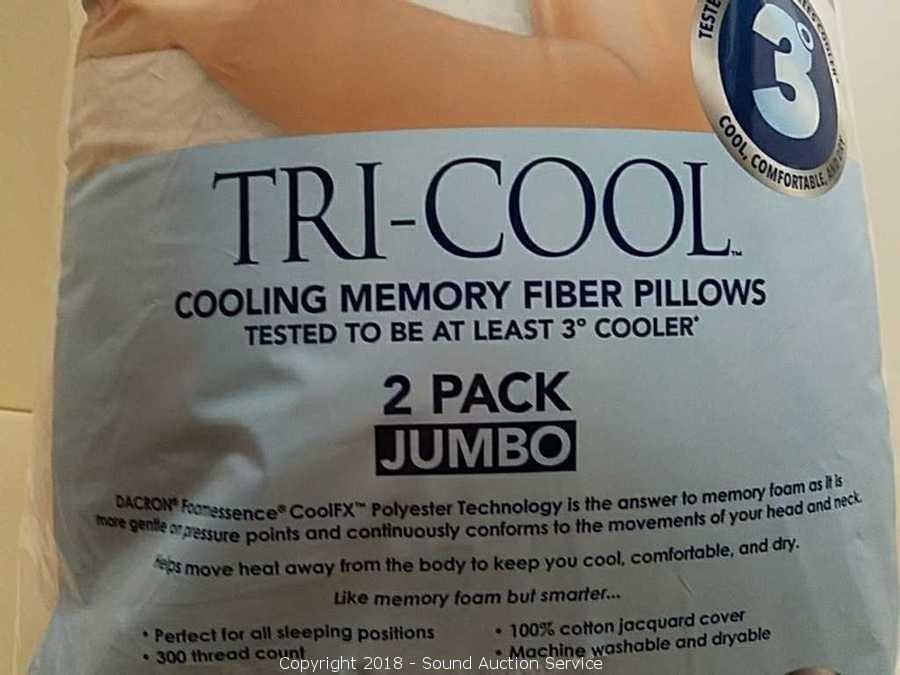 TESTE
COOLER*
3°
COOL, COMFORTABLE, AND DRY
TRI-COOL™
COOLING MEMORY FIBER PILLOWS
TESTED TO BE AT LEAST 3° COOLER*
2 PACK
JUMBO
DACRON® Foamessence® CoolFX™ Polyester Technology is the answer to memory foam as it is
more gentle on pressure points and continuously conforms to the movements of your head and neck.
Helps move heat away from the body to keep you cool, comfortable, and dry.
Like memory foam but smarter...
• Perfect for all sleeping positions
• 300 thread count
• 100% cotton jacquard cover
• Machine washable and dryable
Copyright 2018 - Sound Auction Service